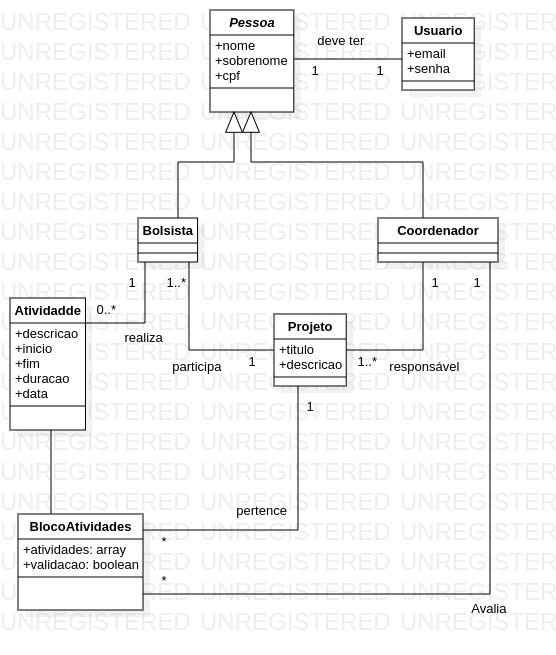 Pessoa
+nome
+sobrenome
+cpf
deve ter
1
1
Usuario
+email
+senha
Bolsista
Coordenador
1
1..*
1
1
Atividadde
+descricao
+inicio
+fim
+duracao
+data
0..*
realiza
participa
1
Projeto
+titulo
+descricao
1..*
responsável
1
pertence
BlocoAtividades
+atividades: array
+validacao: boolean
*
*
Avalia
UNREGISTERED UNREGISTERED UNREGISTERED